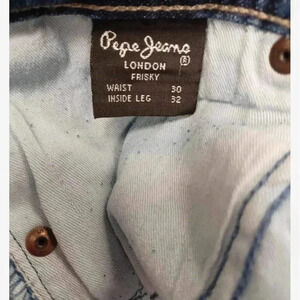 Pepe Jeans
®
LONDON
FRISKY
WAIST 30
INSIDE LEG 32